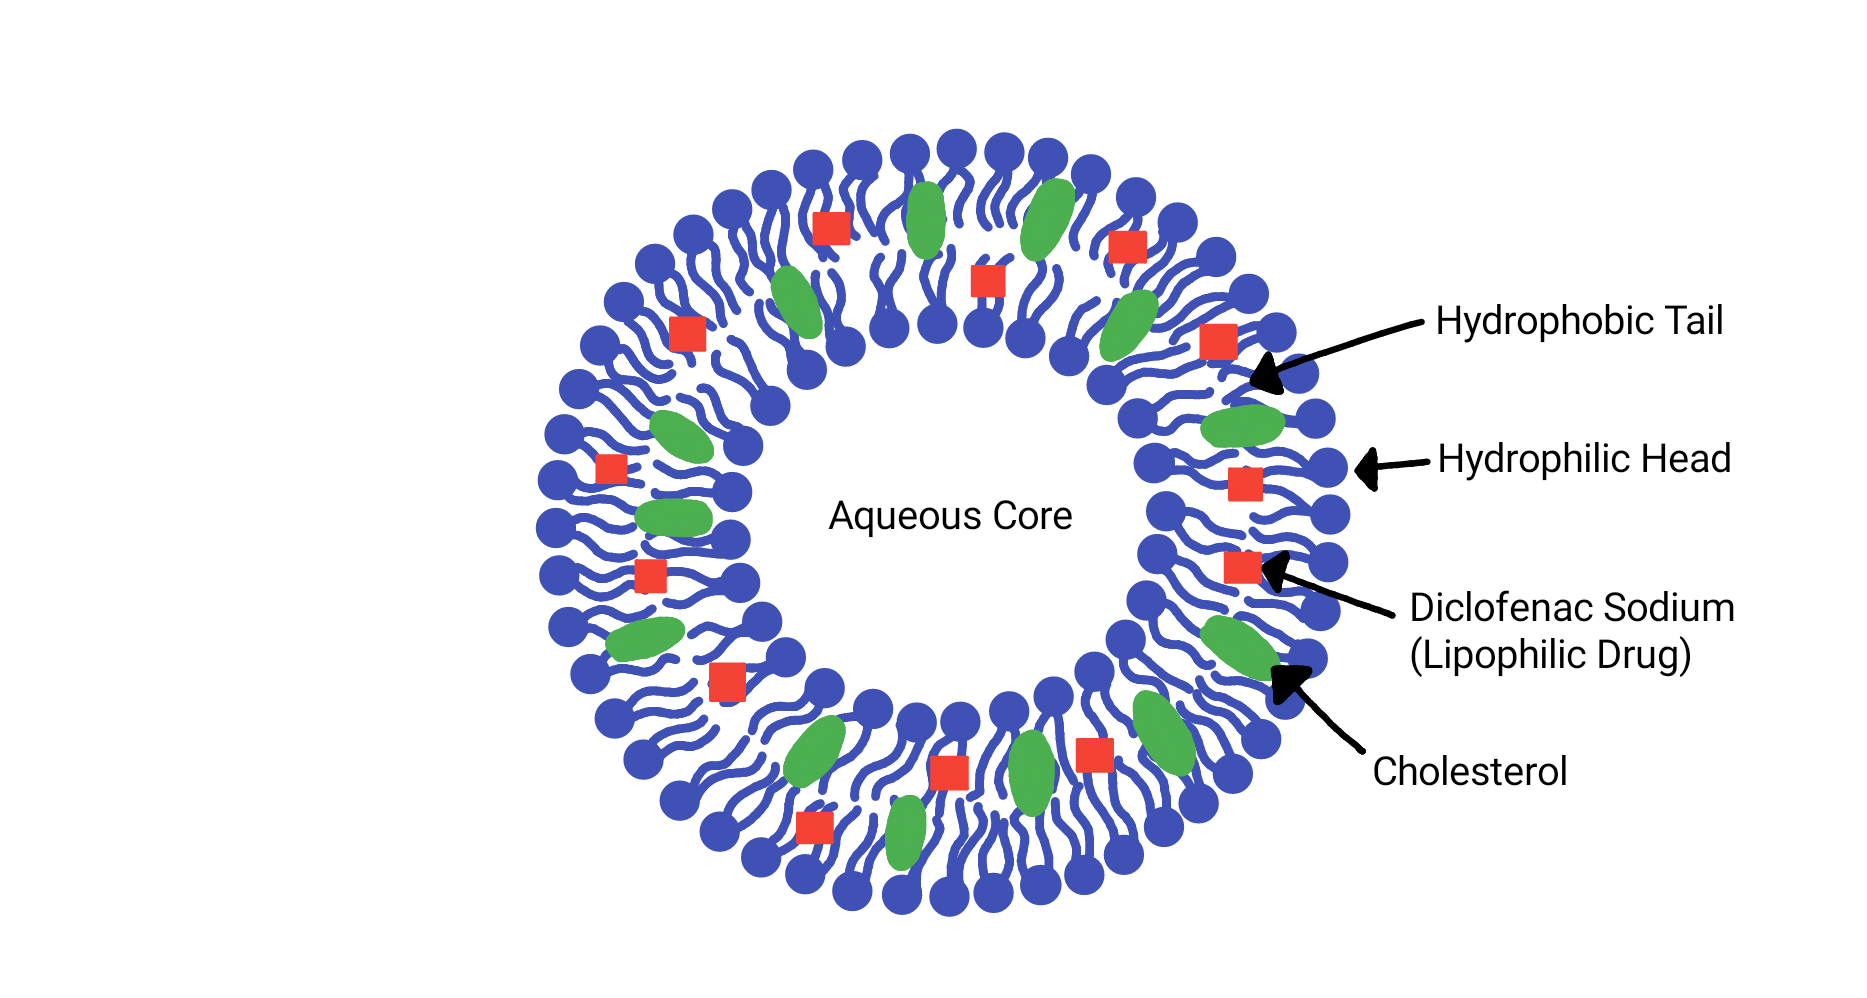 Hydrophobic Tail
Hydrophilic Head
Aqueous Core
Diclofenac Sodium
(Lipophilic Drug)
Cholesterol